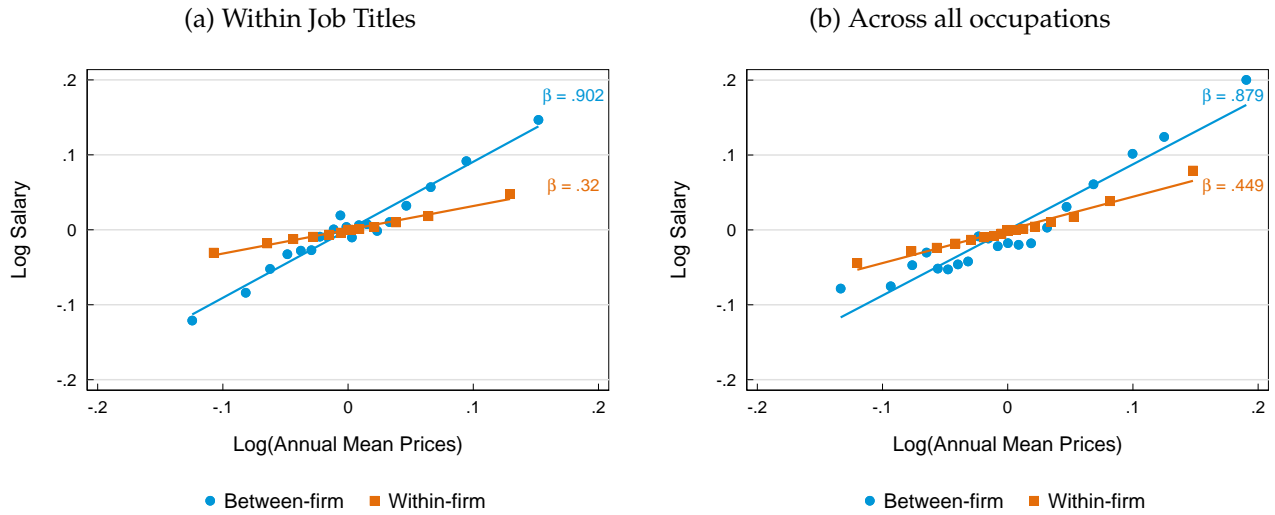 (a) Within Job Titles
.2
.1
0
-.1
-.2
Log Salary
-.2
-.1
0
.1
.2
Log(Annual Mean Prices)
β = .902
β = .32
Between-firm
Within-firm
(b) Across all occupations
.2
.1
0
-.1
-.2
Log Salary
-.2
-.1
0
.1
.2
Log(Annual Mean Prices)
β = .879
β = .449
Between-firm
Within-firm